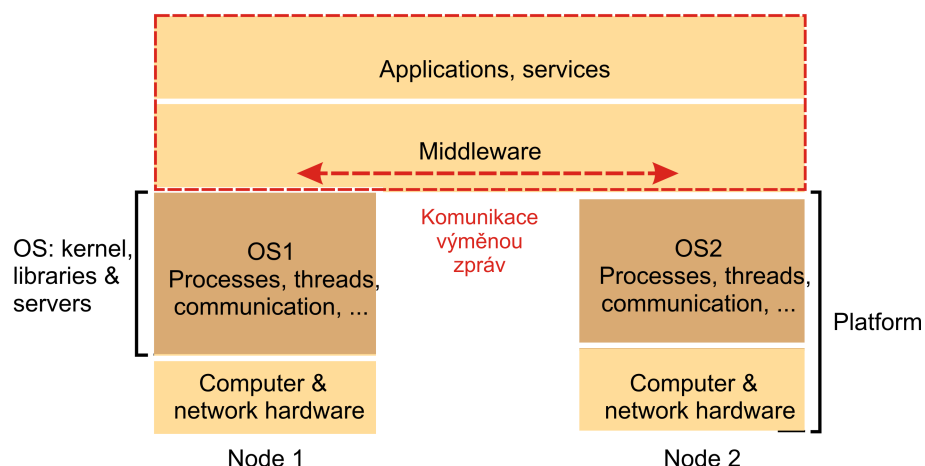 Applications, services
Middleware
Komunikace
výměnou
zpráv
OS: kernel,
libraries &
servers
OS1
Processes, threads,
communication, ...
OS2
Processes, threads,
communication, ...
Platform
Computer &
network hardware
Computer &
network hardware
Node 1
Node 2